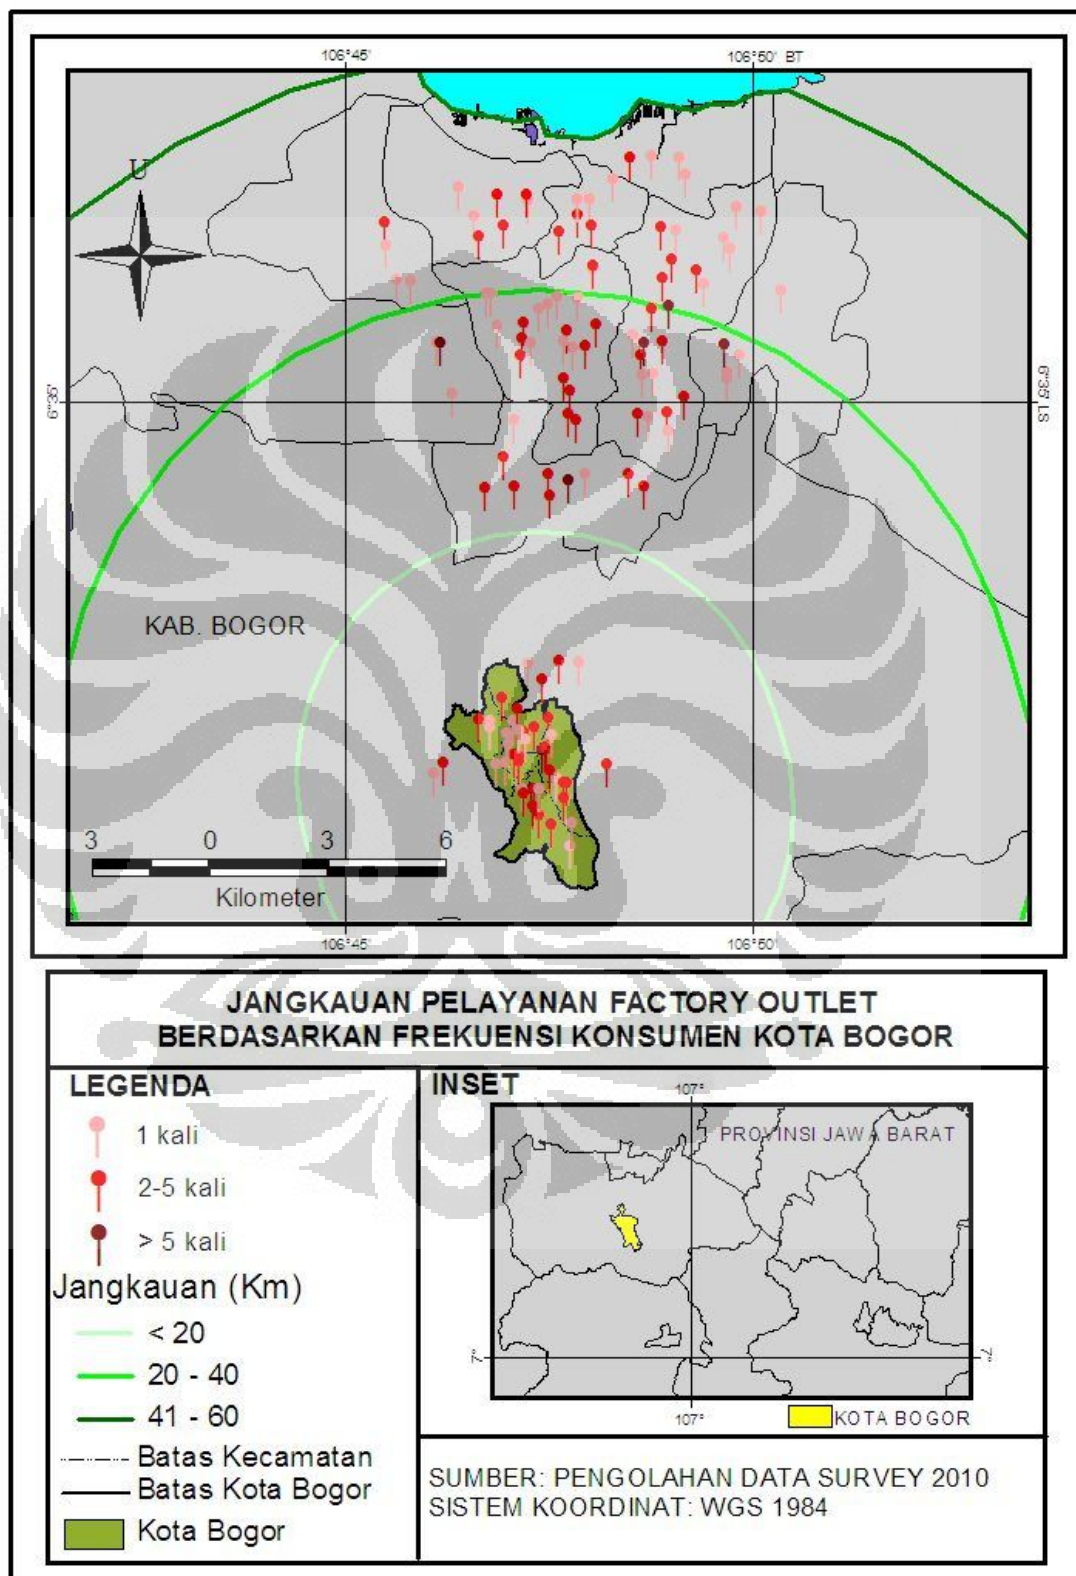 106°45'
106°50' BT
U
6°35'
6°35' LS
KAB. BOGOR
3 0 3 6
Kilometer
106°45'
106°50'
JANGKAUAN PELAYANAN FACTORY OUTLET
BERDASARKAN FREKUENSI KONSUMEN KOTA BOGOR
LEGENDA
1 kali
2-5 kali
> 5 kali
Jangkauan (Km)
< 20
20 - 40
41 - 60
Batas Kecamatan
Batas Kota Bogor
Kota Bogor
INSET
107°
PROVINSI JAWA BARAT
7°
7°
107°
KOTA BOGOR
SUMBER: PENGOLAHAN DATA SURVEY 2010
SISTEM KOORDINAT: WGS 1984